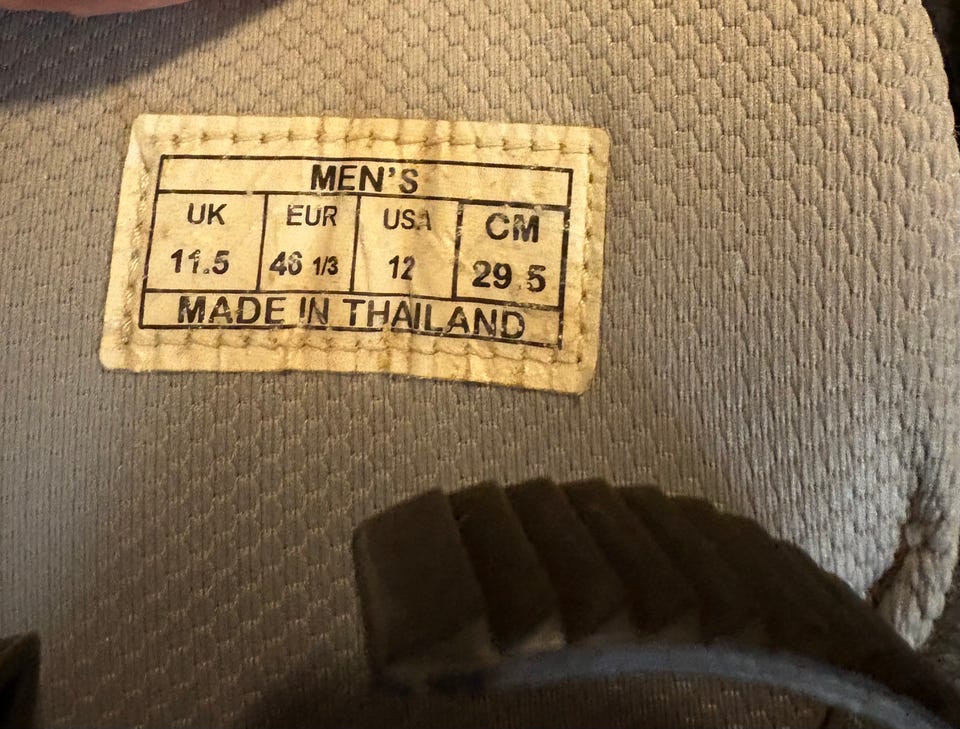 MEN'S
UK EUR USA CM
11.5 46 1/3 12 29.5
MADE IN THAILAND